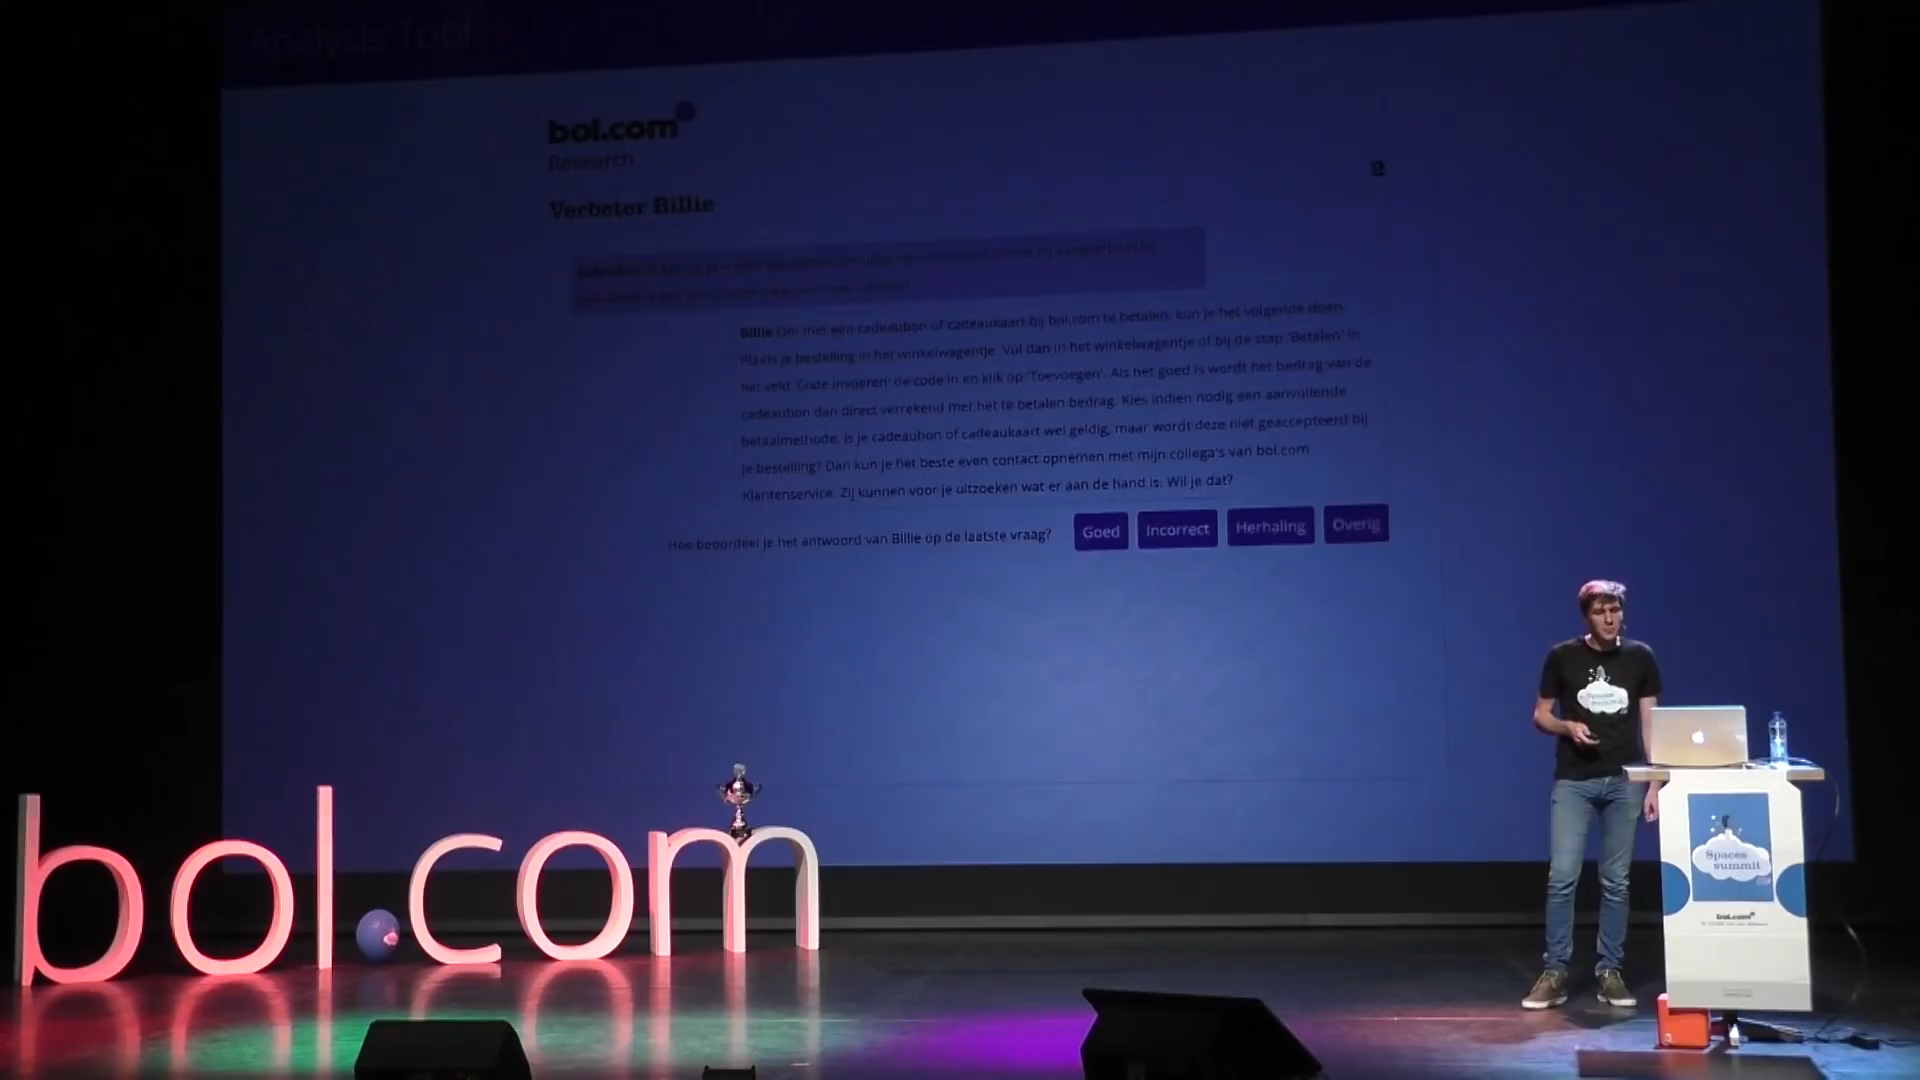 Analysis Tool
bol.com
Research
2
Verbeter Billie
Billie Om met een cadeaubon of cadeaukaart bij bol.com te betalen, kun je het volgende doen.
Plaats je bestelling in het winkelwagentje. Vul dan in het winkelwagentje of bij de stap 'Betalen' in
het veld 'Code invoeren' de code in en klik op 'Toevoegen'. Als het goed is wordt het bedrag van de
cadeaubon dan direct verrekend met het te betalen bedrag. Kies indien nodig een aanvullende
betaalmethode. Is je cadeaubon of cadeaukaart wel geldig, maar wordt deze niet geaccepteerd bij
je bestelling? Dan kun je het beste even contact opnemen met mijn collega's van bol.com
Klantenservice. Zij kunnen voor je uitzoeken wat er aan de hand is. Wil je dat?
Hoe beoordeel je het antwoord van Billie op de laatste vraag?
Goed
Incorrect
Herhaling
Overig
Spaces
bol.com
Spaces
summit
bol.com